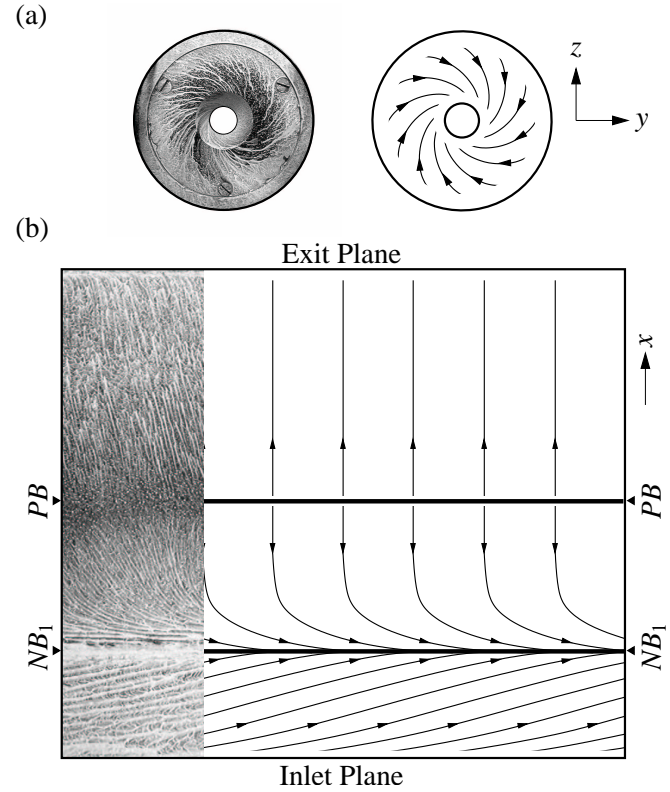 (a)
z
y
(b)
Exit Plane
x
PB
PB
NB1
NB1
Inlet Plane